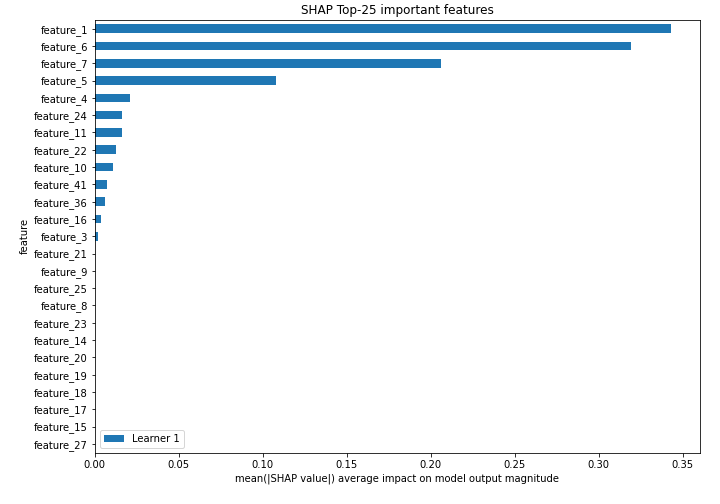 SHAP Top-25 important features
feature_1
feature_6
feature_7
feature_5
feature_4
feature_24
feature_11
feature_22
feature_10
feature_41
feature_36
feature_16
feature_3
feature_21
feature_9
feature_25
feature_8
feature_23
feature_14
feature_20
feature_19
feature_18
feature_17
feature_15
feature_27
feature
Learner 1
0.00 0.05 0.10 0.15 0.20 0.25 0.30 0.35
mean(|SHAP value|) average impact on model output magnitude